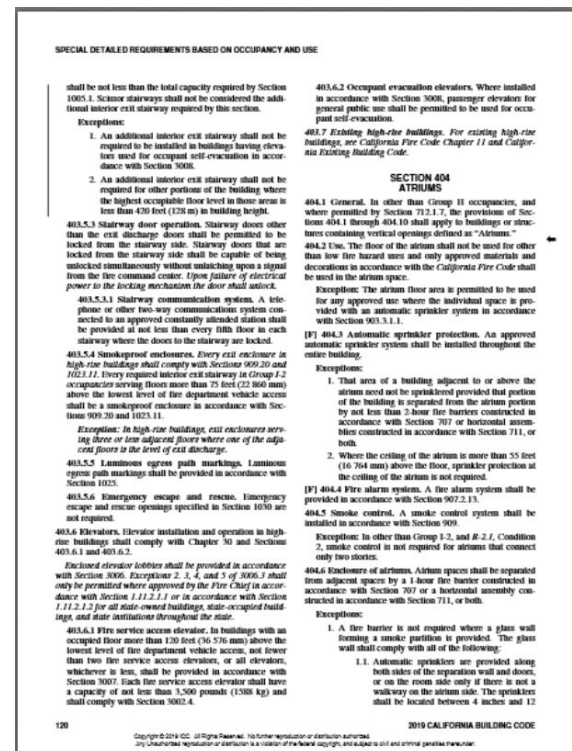 SPECIAL DETAILED REQUIREMENTS BASED ON OCCUPANCY AND USE
shall be not less than the total capacity required by Section
1005.1. Scissor stairways shall not be considered the addi-
tional interior exit stairway required by this section.
Exceptions:
1. An additional interior exit stairway shall not be
required to be installed in buildings having eleva-
tors used for occupant self-evacuation in accor-
dance with Section 3008.
2. An additional interior exit stairway shall not be
required for other portions of the building where
the highest occupiable floor level in those areas is
less than 420 feet (128 m) in building height.
403.5.3 Stairway door operation. Stairway doors other
than the exit discharge doors shall be permitted to be
locked from the stairway side. Stairway doors that are
locked from the stairway side shall be capable of being
unlocked simultaneously without unlatching upon a signal
from the fire command center. Upon failure of electrical
power to the locking mechanism the door shall unlock.
403.5.3.1 Stairway communication system. A tele-
phone or other two-way communications system con-
nected to an approved constantly attended station shall
be provided at not less than every fifth floor in each
stairway where the doors to the stairway are locked.
403.5.4 Smokeproof enclosures. Every exit enclosure in
high-rise buildings shall comply with Sections 909.20 and
1023.11. Every required interior exit stairway in Group I-2
occupancies serving floors more than 75 feet (22 860 mm)
above the lowest level of fire department vehicle access
shall be a smokeproof enclosure in accordance with Sec-
tions 909.20 and 1023.11.
Exception: In high-rise buildings, exit enclosures serv-
ing three or less adjacent floors where one of the adja-
cent floors is the level of exit discharge.
403.5.5 Luminous egress path markings. Luminous
egress path markings shall be provided in accordance with
Section 1025.
403.5.6 Emergency escape and rescue. Emergency
escape and rescue openings specified in Section 1030 are
not required.
403.6 Elevators. Elevator installation and operation in high-
rise buildings shall comply with Chapter 30 and Sections
403.6.1 and 403.6.2.
Enclosed elevator lobbies shall be provided in accordance
with Section 3006. Exceptions 2, 3, 4, and 5 of 3006.3 shall
only be permitted where approved by the Fire Chief in accor-
dance with Section 1.11.2.1.1 or in accordance with Section
1.11.2.1.2 for all state-owned buildings, state-occupied build-
ings, and state institutions throughout the state.
403.6.1 Fire service access elevator. In buildings with an
occupied floor more than 120 feet (36 576 mm) above the
lowest level of fire department vehicle access, not fewer
than two fire service access elevators, or all elevators,
whichever is less, shall be provided in accordance with
Section 3007. Each fire service access elevator shall have
a capacity of not less than 3,500 pounds (1588 kg) and
shall comply with Section 3002.4.
403.6.2 Occupant evacuation elevators. Where installed
in accordance with Section 3008, passenger elevators for
general public use shall be permitted to be used for occu-
pant self-evacuation.
403.7 Existing high-rise buildings. For existing high-rise
buildings, see California Fire Code Chapter 11 and Califor-
nia Existing Building Code.
SECTION 404
ATRIUMS
404.1 General. In other than Group H occupancies, and
where permitted by Section 712.1.7, the provisions of Sec-
tions 404.1 through 404.10 shall apply to buildings or struc-
tures containing vertical openings defined as "Atriums."
404.2 Use. The floor of the atrium shall not be used for other
than low fire hazard uses and only approved materials and
decorations in accordance with the California Fire Code shall
be used in the atrium space.
Exception: The atrium floor area is permitted to be used
for any approved use where the individual space is pro-
vided with an automatic sprinkler system in accordance
with Section 903.3.1.1.
[F] 404.3 Automatic sprinkler protection. An approved
automatic sprinkler system shall be installed throughout the
entire building.
Exceptions:
1. That area of a building adjacent to or above the
atrium need not be sprinklered provided that portion
of the building is separated from the atrium portion
by not less than 2-hour fire barriers constructed in
accordance with Section 707 or horizontal assem-
blies constructed in accordance with Section 711, or
both.
2. Where the ceiling of the atrium is more than 55 feet
(16 764 mm) above the floor, sprinkler protection at
the ceiling of the atrium is not required.
[F] 404.4 Fire alarm system. A fire alarm system shall be
provided in accordance with Section 907.2.13.
404.5 Smoke control. A smoke control system shall be
installed in accordance with Section 909.
Exception: In other than Group I-2, and R-2.1, Condition
2, smoke control is not required for atriums that connect
only two stories.
404.6 Enclosure of atriums. Atrium spaces shall be separated
from adjacent spaces by a 1-hour fire barrier constructed in
accordance with Section 707 or a horizontal assembly con-
structed in accordance with Section 711, or both.
Exceptions:
1. A fire barrier is not required where a glass wall
forming a smoke partition is provided. The glass
wall shall comply with all of the following:
1.1. Automatic sprinklers are provided along
both sides of the separation wall and doors,
or on the room side only if there is not a
walkway on the atrium side. The sprinklers
shall be located between 4 inches and 12
120
2019 CALIFORNIA BUILDING CODE
Copyright © 2019 ICC. All Rights Reserved. No further reproduction or distribution authorized.
Any Unauthorized reproduction or distribution is a violation of the federal copyright, and subject to civil and criminal penalties thereunder.